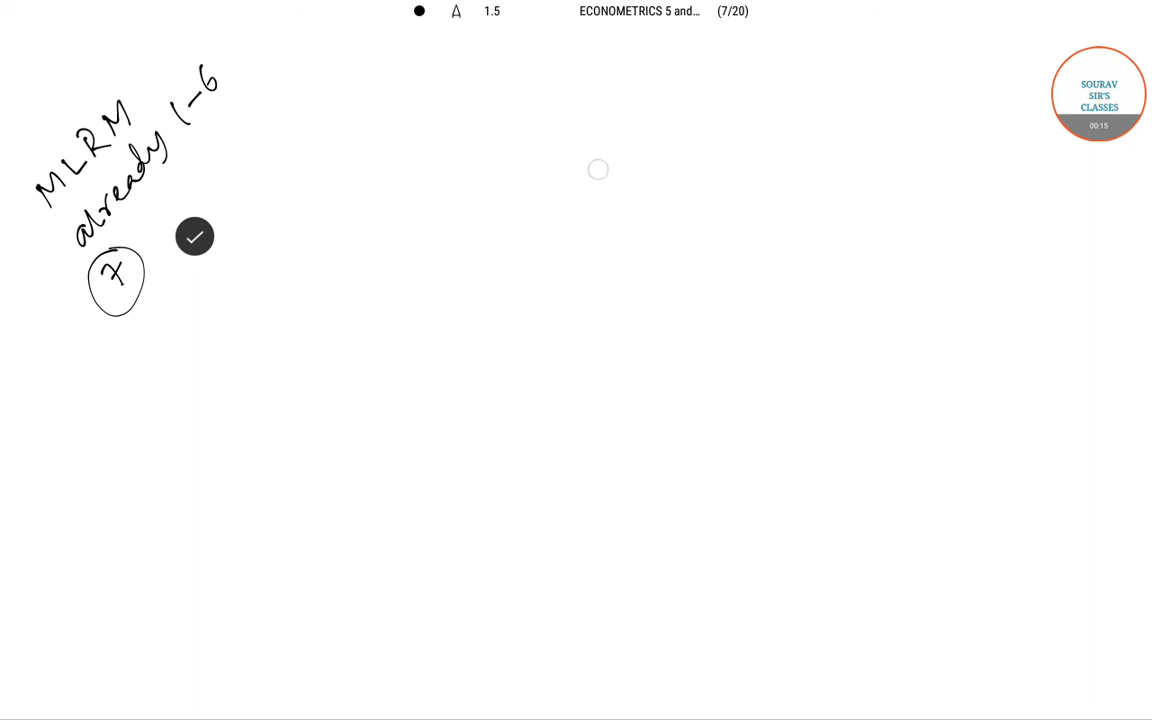 1.5 ECONOMETRICS 5 and... (7/20)
SOURAV
SIR'S
CLASSES
00:15
MLRM
already 1-6
7